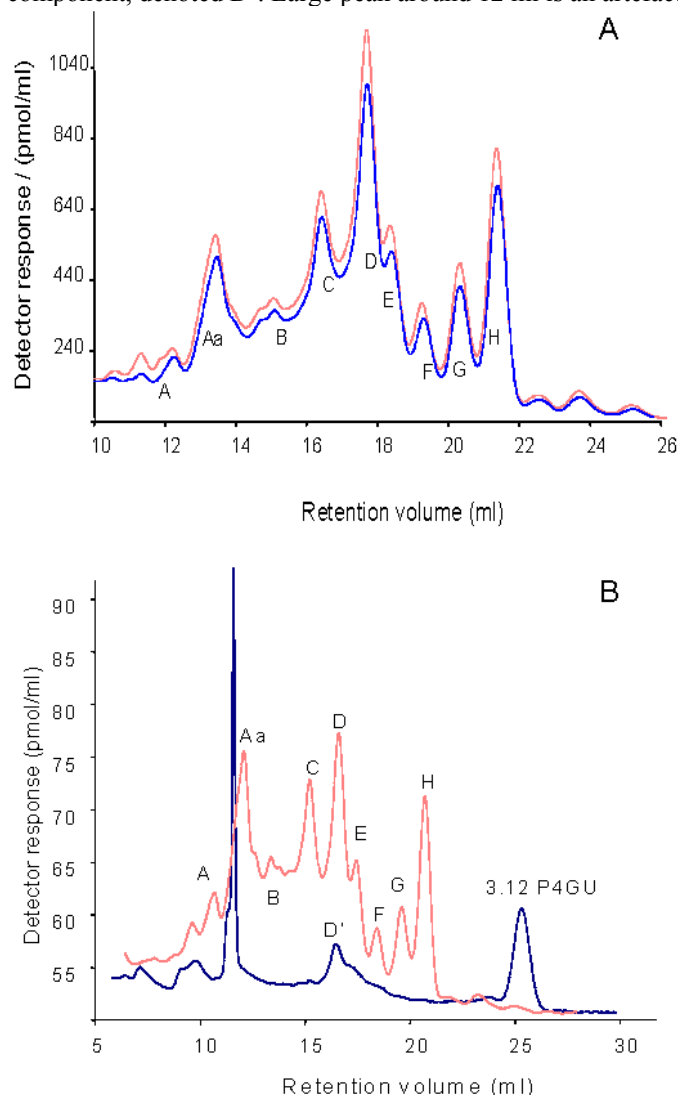 component, denoted D'. Large peak around 12 ml is an artefac
A
Detector response / (pmol/ml)
1040
840
640
440
240
A
Aa
B
C
D
E
F
G
H
10 12 14 16 18 20 22 24 26
Retention volume (ml)
B
Detector response (pmol/ml)
90
85
80
75
70
65
60
55
A
Aa
B
C
D
E
F
G
H
D'
3.12 P4GU
5 10 15 20 25 30
Retention volume (ml)